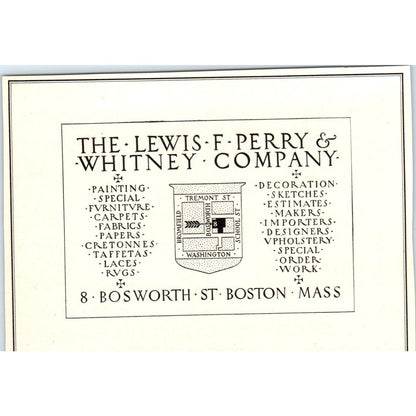 THE · LEWIS · F · PERRY &
· WHITNEY · COMPANY ·
· PAINTING ·
· SPECIAL ·
· FVRNITURE ·
· CARPETS ·
· FABRICS ·
· PAPERS ·
· CRETONNES ·
· TAFFETAS ·
· LACES ·
· RVGS ·
TREMONT ST
BROMFIELD
BOSWORTH
SCHOOL ST
WASHINGTON
· DECORATION ·
· SKETCHES ·
· ESTIMATES ·
· MAKERS ·
· IMPORTERS ·
· DESIGNERS ·
· VPHOLSTERY ·
· SPECIAL ·
· ORDER ·
· WORK ·
8 · BOSWORTH · ST · BOSTON · MASS